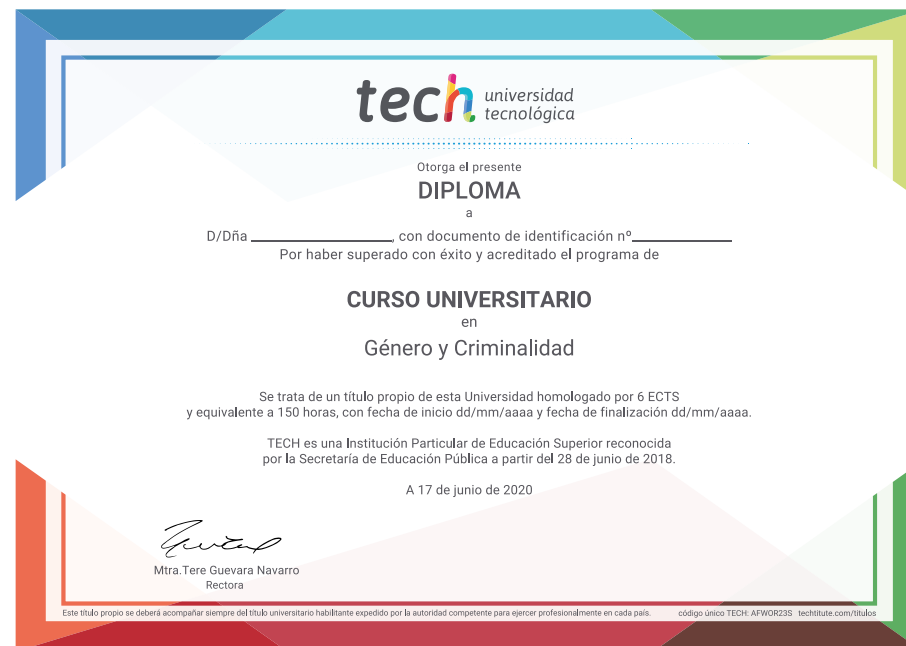 tech universidad
tecnológica
Otorga el presente
DIPLOMA
a
D/Dña ____________, con documento de identificación nº____________
Por haber superado con éxito y acreditado el programa de
CURSO UNIVERSITARIO
en
Género y Criminalidad
Se trata de un título propio de esta Universidad homologado por 6 ECTS
y equivalente a 150 horas, con fecha de inicio dd/mm/aaaa y fecha de finalización dd/mm/aaaa.
TECH es una Institución Particular de Educación Superior reconocida
por la Secretaría de Educación Pública a partir del 28 de junio de 2018.
A 17 de junio de 2020
Mtra.Tere Guevara Navarro
Rectora
Este título propio se deberá acompañar siempre del título universitario habilitante expedido por la autoridad competente para ejercer profesionalmente en cada país. código único TECH: AFWOR23S techtitute.com/titulos